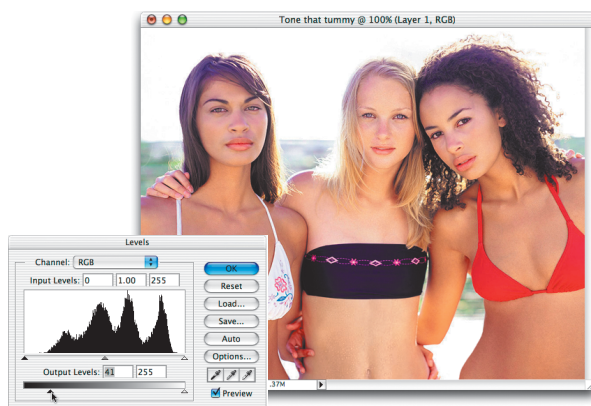 Tone that tummy @ 100% (Layer 1, RGB)
Levels
Channel: RGB
OK
Input Levels: 0 1.00 255
Reset
Load...
Save...
Auto
Options...
Output Levels: 41 255
Preview
.37M